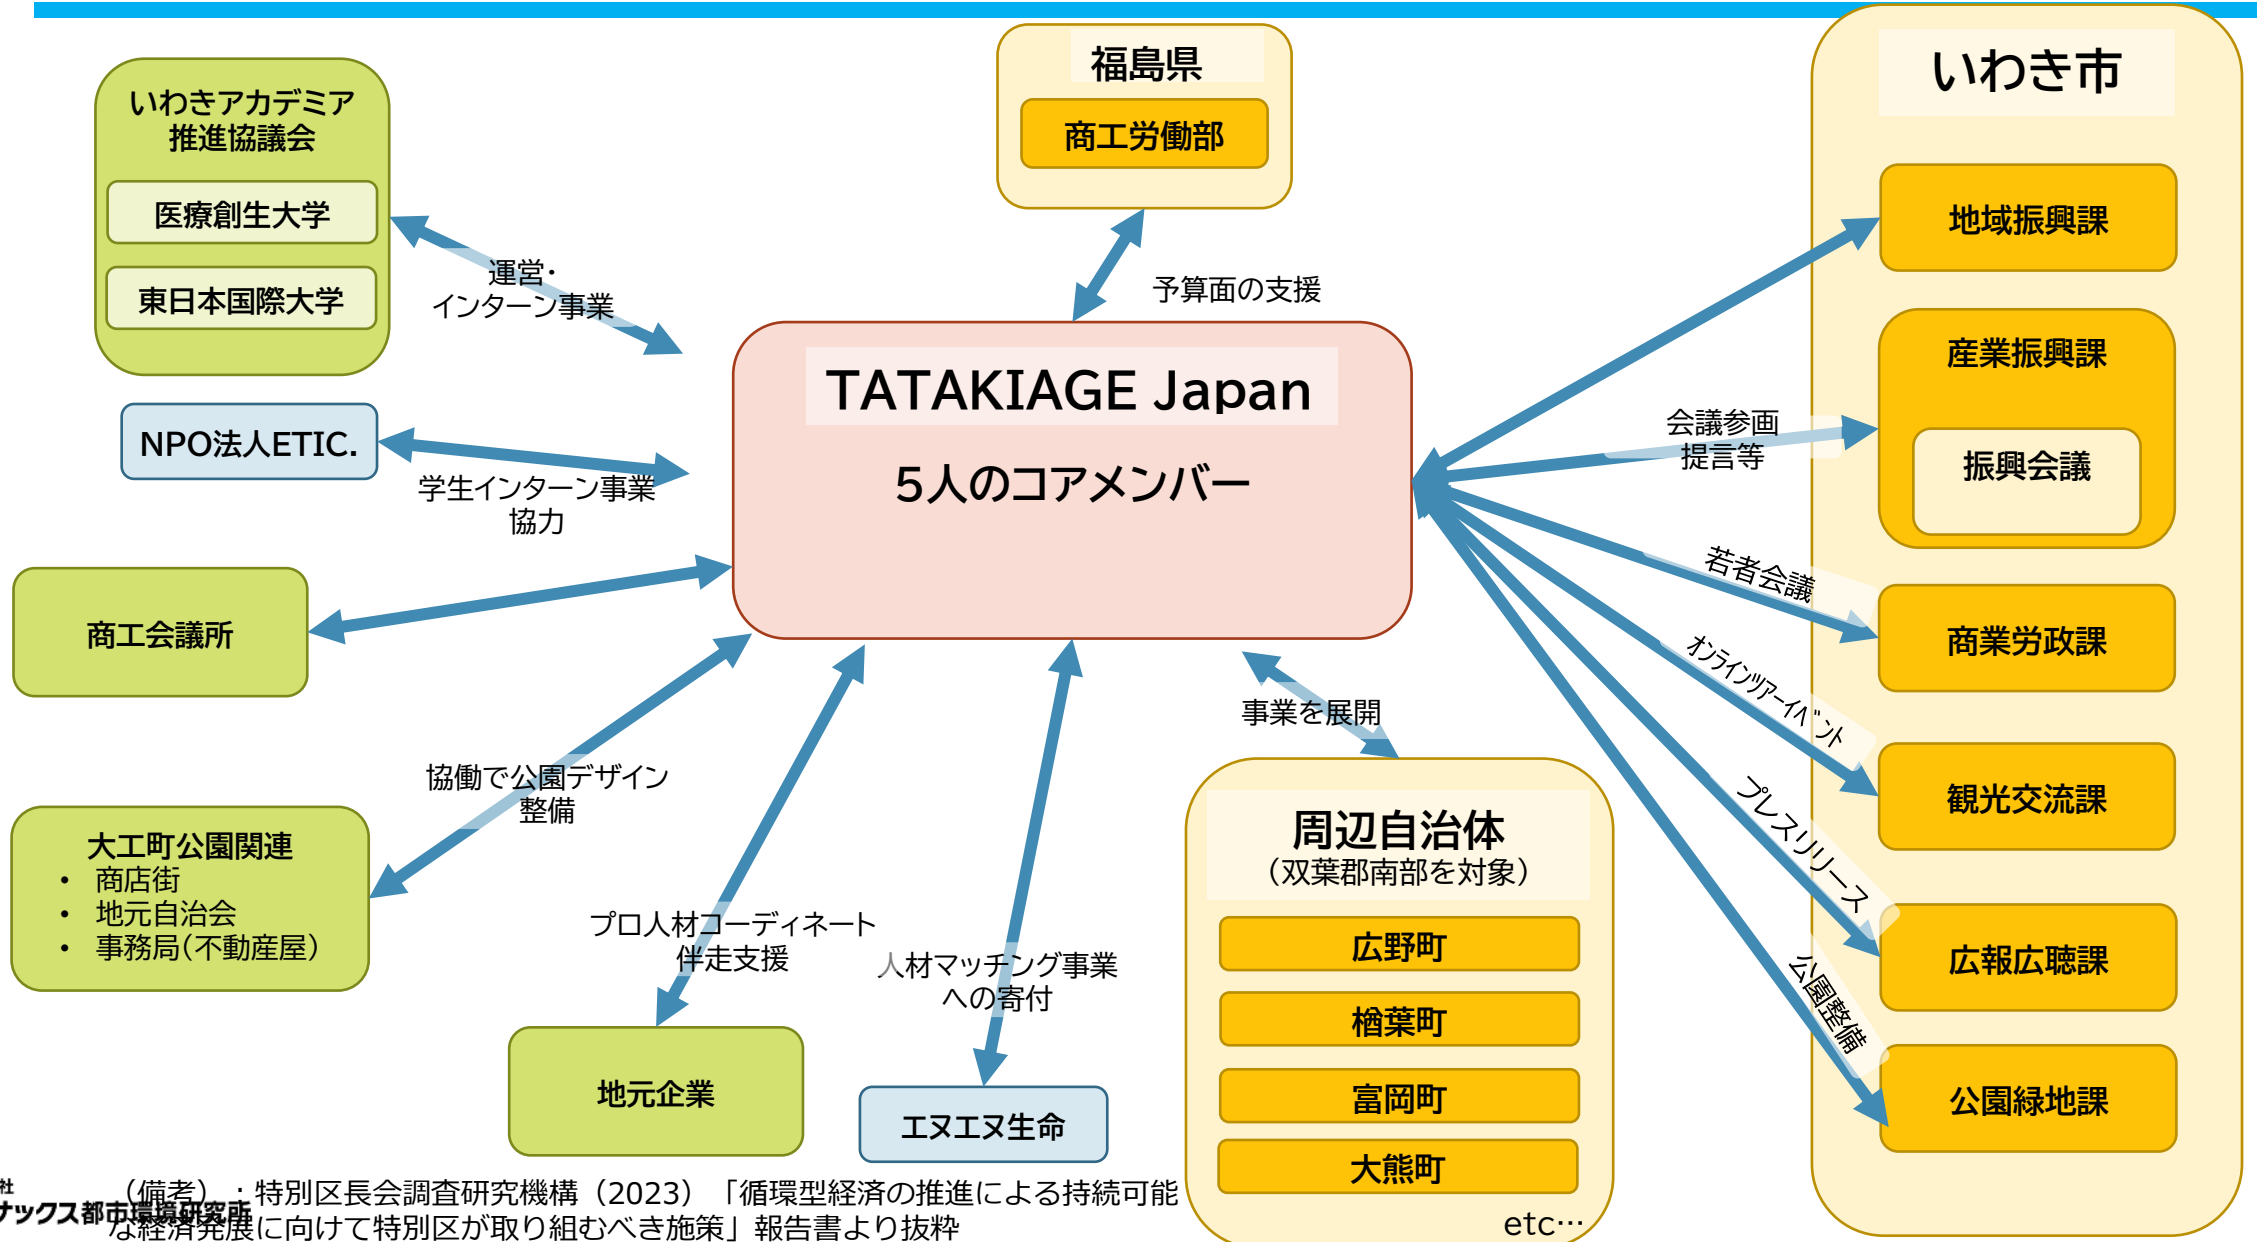 福島県
商工労働部
いわき市
地域振興課
産業振興課
振興会議
商業労政課
観光交流課
広報広聴課
公園緑地課
いわきアカデミア
推進協議会
医療創生大学
東日本国際大学
運営・
インターン事業
予算面の支援
TATAKIAGE Japan
5人のコアメンバー
NPO法人ETIC.
学生インターン事業
協力
会議参画
提言等
若者会議
オンラインツアーイベント
プレスリリース
公園整備
商工会議所
事業を展開
協働で公園デザイン
整備
大工町公園関連
• 商店街
• 地元自治会
• 事務局(不動産屋)
プロ人材コーディネート
伴走支援
人材マッチング事業
への寄付
地元企業
エヌエヌ生命
周辺自治体
(双葉郡南部を対象)
広野町
楢葉町
富岡町
大熊町
etc…
社
ナックス都市環境研究所
(備考):特別区長会調査研究機構(2023)「循環型経済の推進による持続可能
な経済発展に向けて特別区が取り組むべき施策」報告書より抜粋